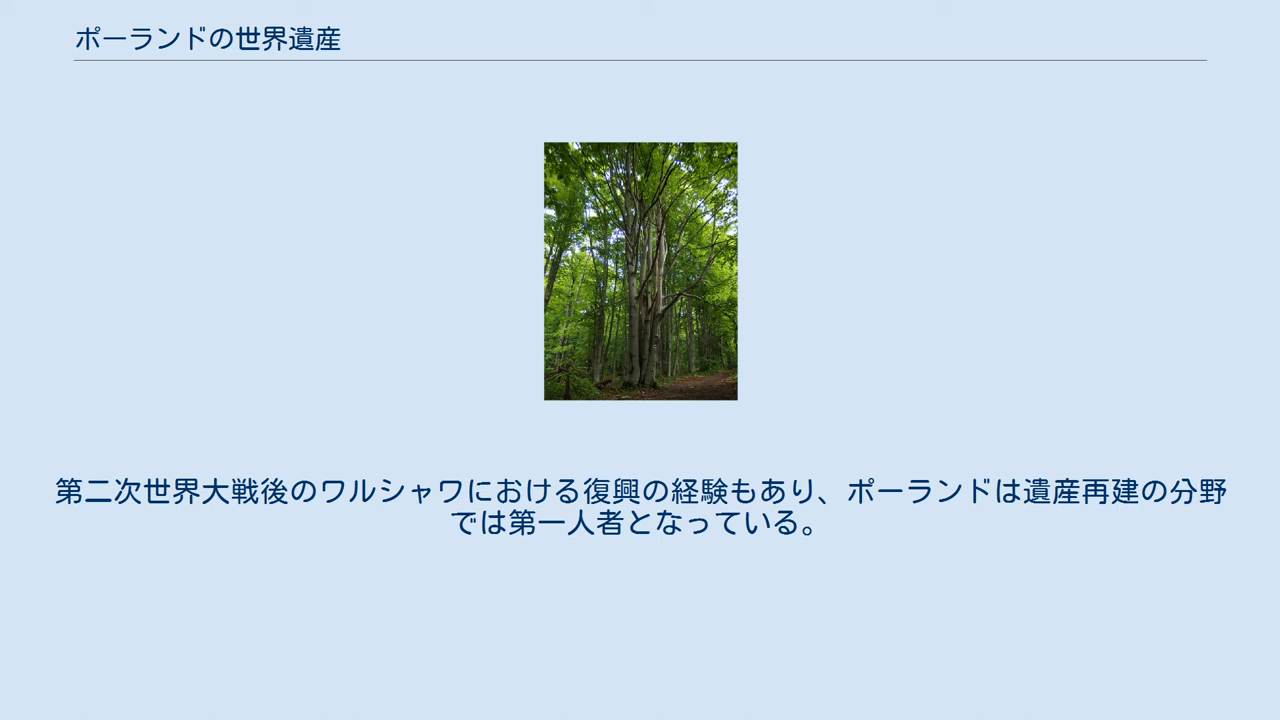 ポーランドの世界遺産
第二次世界大戦後のワルシャワにおける復興の経験もあり、ポーランドは遺産再建の分野
では第一人者となっている。